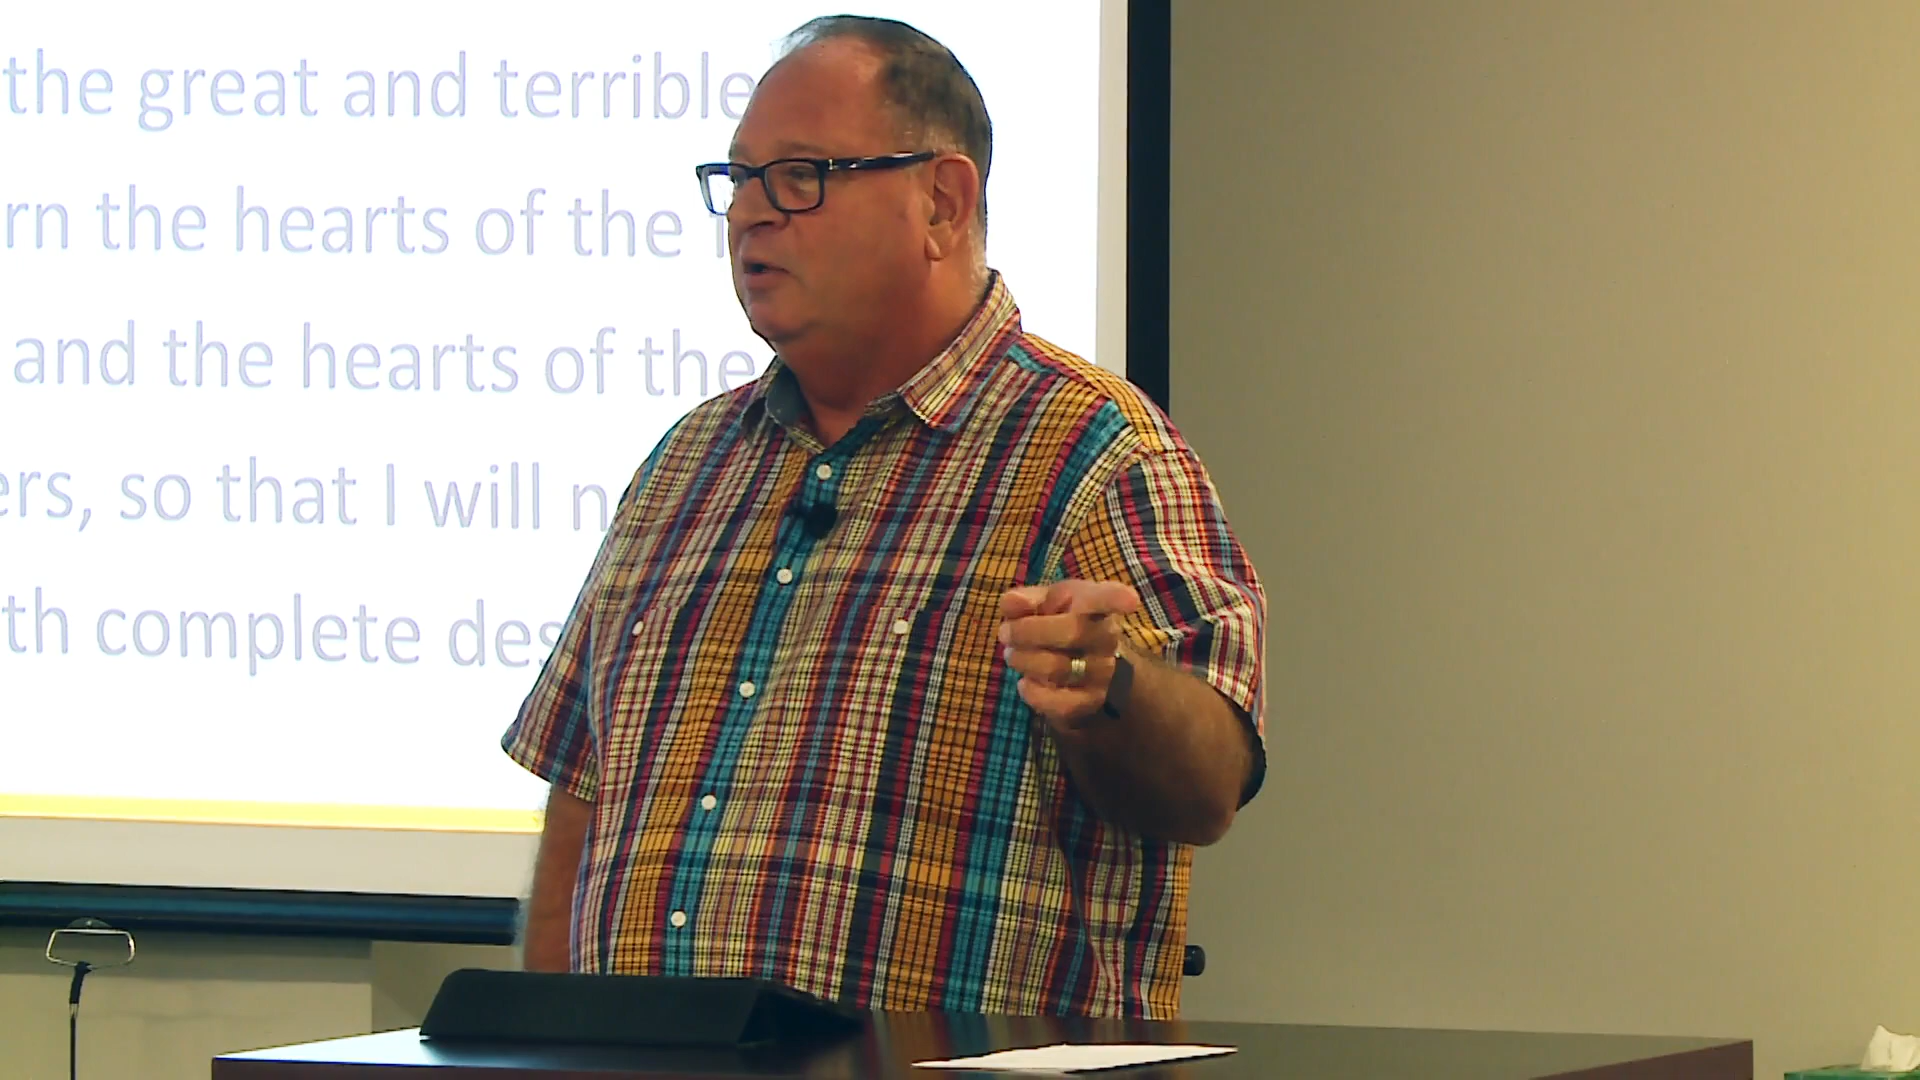 the great and terrible
rn the hearts of the
and the hearts of the
ers, so that I will n
th complete des